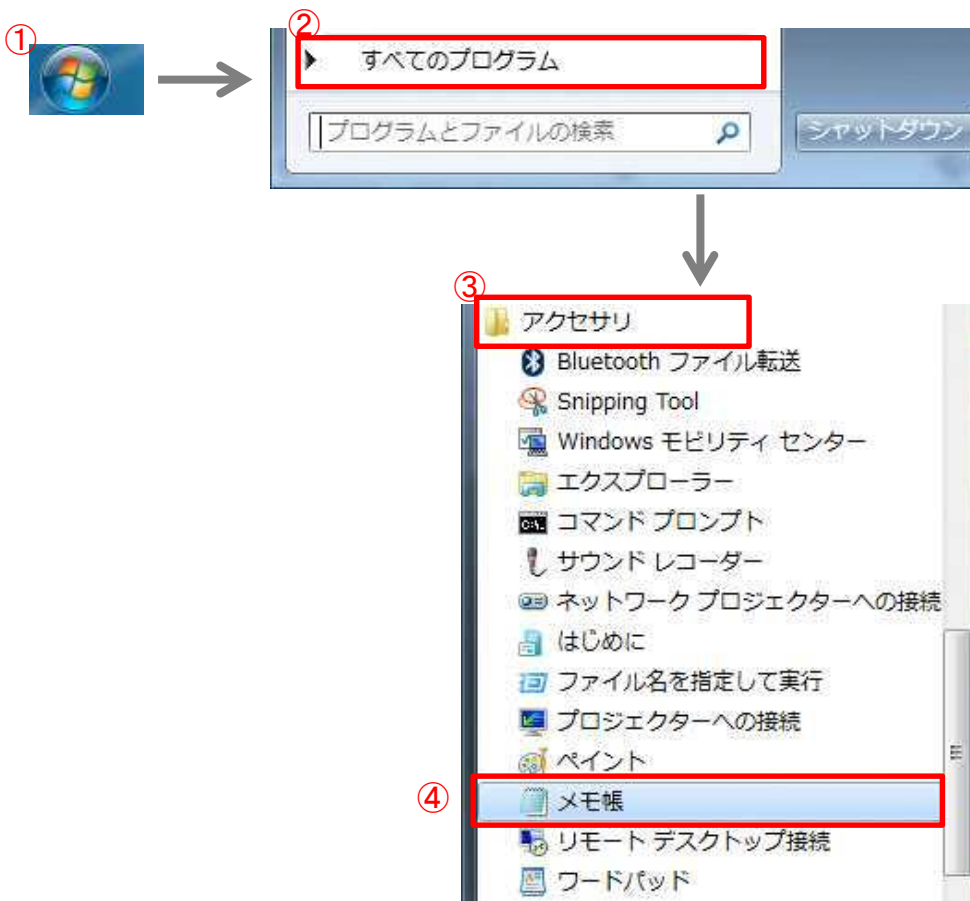 ①
②
すべてのプログラム
プログラムとファイルの検索
シャットダウン
③
アクセサリ
Bluetooth ファイル転送
Snipping Tool
Windows モビリティ センター
エクスプローラー
コマンド プロンプト
サウンド レコーダー
ネットワーク プロジェクターへの接続
はじめに
ファイル名を指定して実行
プロジェクターへの接続
ペイント
④
メモ帳
リモート デスクトップ接続
ワードパッド